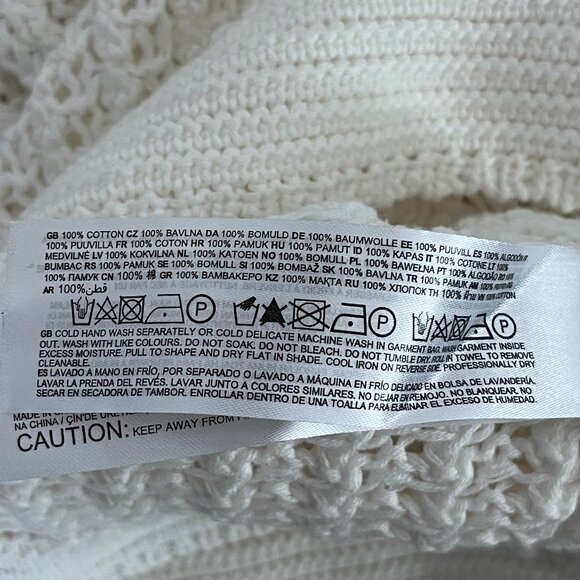 GB 100% COTTON CZ 100% BAVLNA DA 100% BOMULD DE 100% BAUMWOLLE EE 100% PUUVILL ES 100% ALGODÓN FI
100% PUUVILLA FR 100% COTON HR 100% PAMUK HU 100% PAMUT ID 100% KAPAS IT 100% COTONE LT 100%
MEDVILNĖ LV 100% KOKVILNA NL 100% KATOEN NO 100% BOMULL PL 100% BAWEŁNA PT 100% ALGODÃO RO 100%
BUMBAC RS 100% PAMUK SE 100% BOMULL SI 100% BOMBAŽ SK 100% BAVLNA TR 100% PAMUK AM 100%
100% ПАМУК CN 100% 棉 GR 100% ΒΑΜΒΑΚΕΡΟ KZ 100% МАҚТА RU 100% ХЛОПОК TH 100% ฝ้าย VN 100% COTTON
AR 100% قطن
P P
GB COLD HAND WASH SEPARATELY OR COLD DELICATE MACHINE WASH IN GARMENT BAG. WASH GARMENT INSIDE
OUT. WASH WITH LIKE COLOURS. DO NOT SOAK. DO NOT BLEACH. DO NOT TUMBLE DRY. ROLL IN TOWEL TO REMOVE
EXCESS MOISTURE. PULL TO SHAPE AND DRY FLAT IN SHADE. COOL IRON ON REVERSE SIDE. PROFESSIONALLY DRY
CLEANABLE.
ES LAVADO A MANO EN FRÍO, POR SEPARADO O LAVADO A MÁQUINA EN FRÍO DELICADO EN BOLSA DE LAVANDERÍA.
LAVAR LA PRENDA DEL REVÉS. LAVAR JUNTO A COLORES SIMILARES. NO DEJAR EN REMOJO. NO BLANQUEAR. NO
SECAR EN SECADORA DE TAMBOR. ENROLLAR DENTRO DE UNA TOALLA PARA ELIMINAR EL EXCESO DE HUMEDAD.
MADE IN
NA CHINA / ÇİN'DE
CAUTION: KEEP AWAY FROM